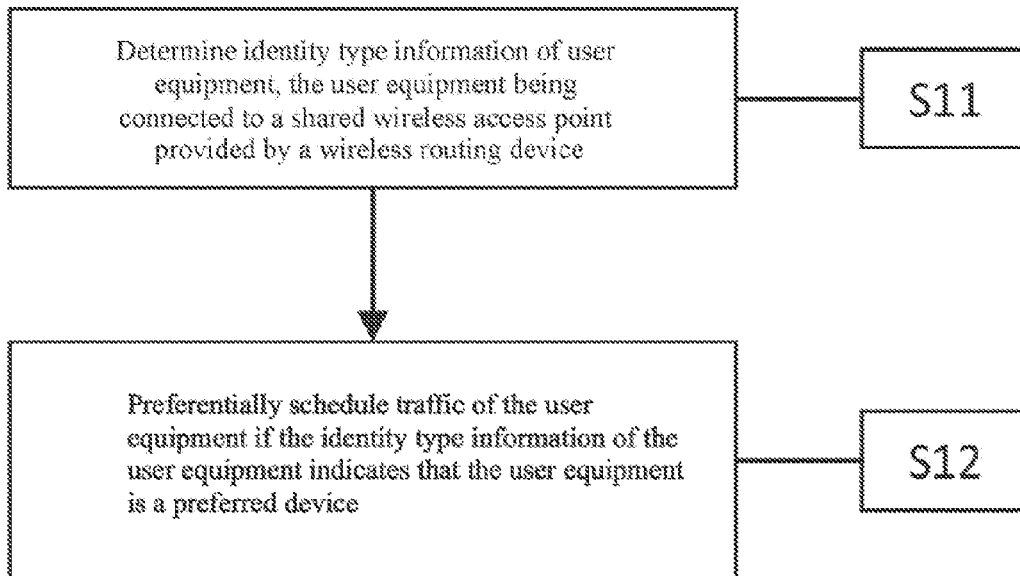 Determine identity type information of user
equipment, the user equipment being
connected to a shared wireless access point
provided by a wireless routing device
S11
Preferentially schedule traffic of the user
equipment if the identity type information of the
user equipment indicates that the user equipment
is a preferred device
S12